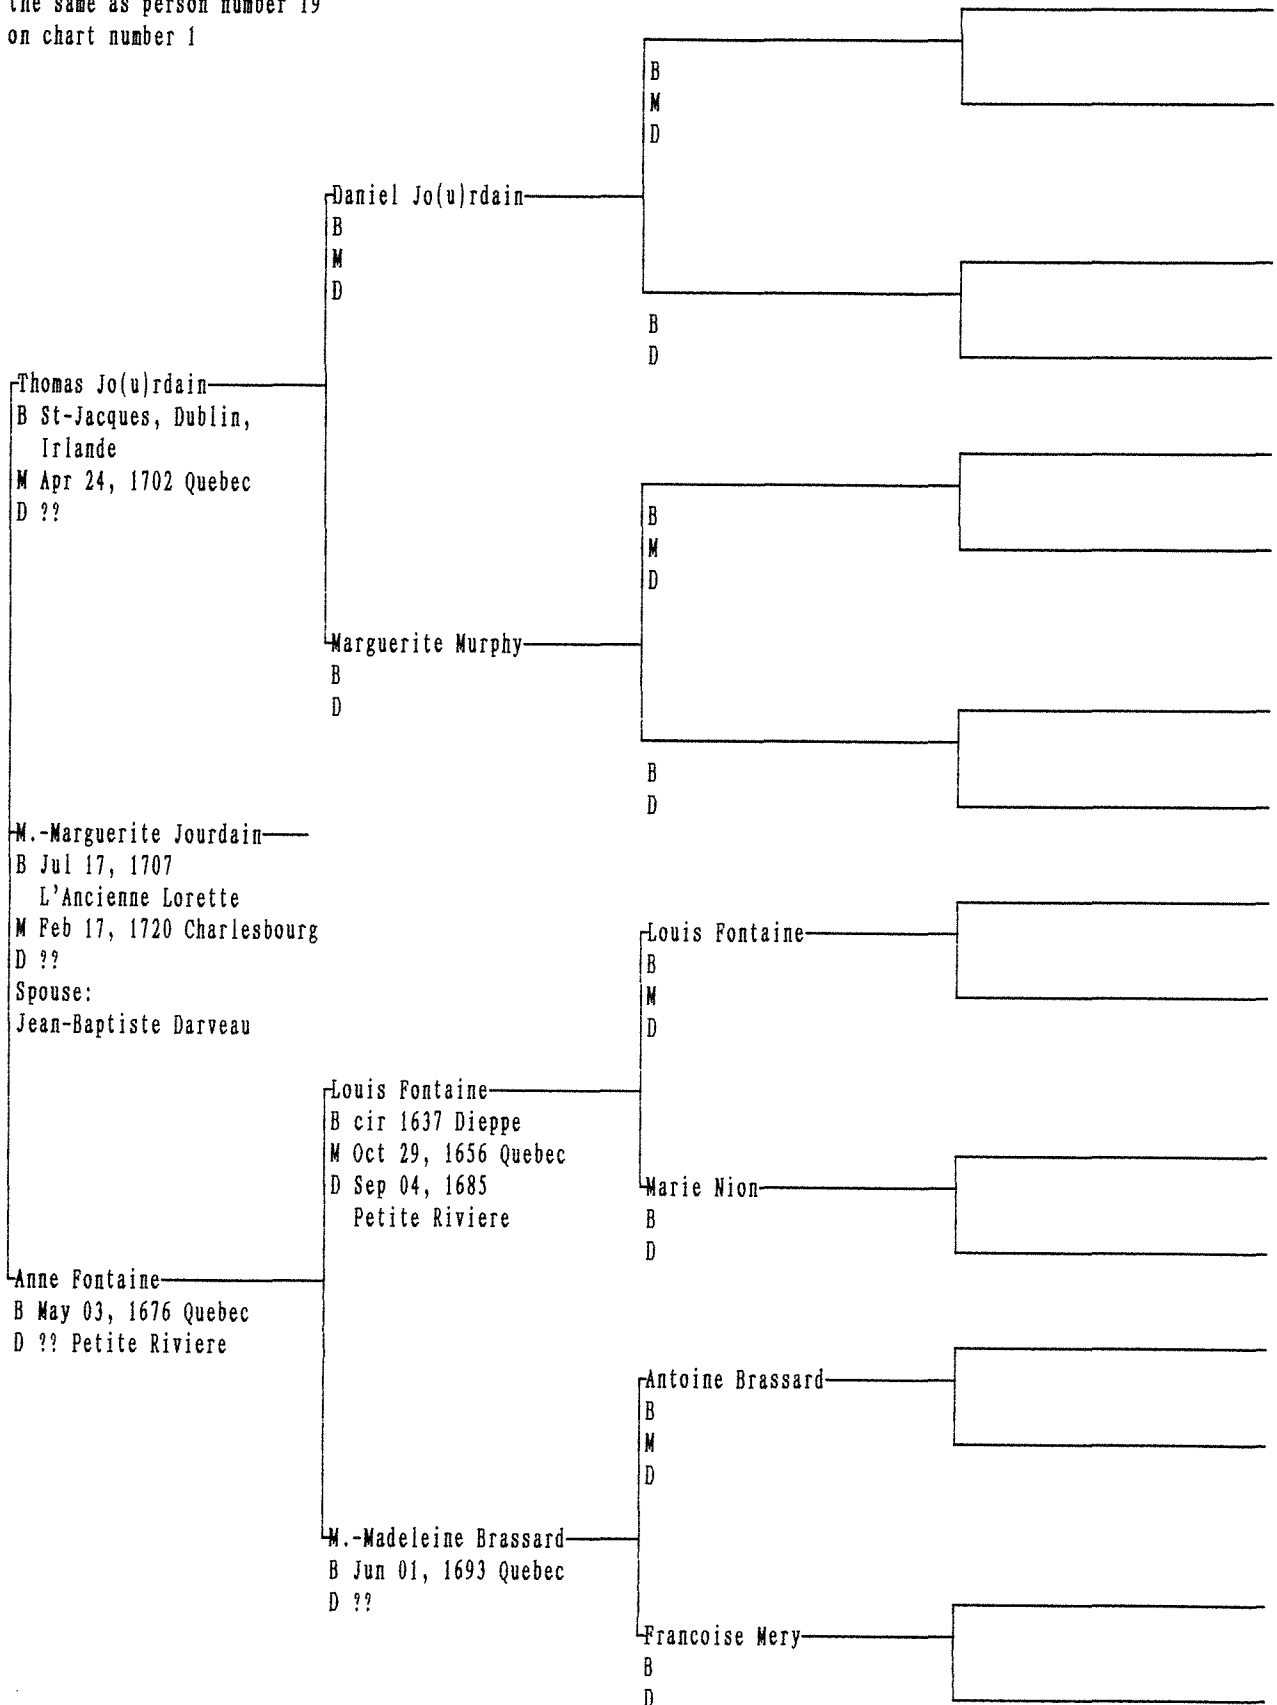 the same as person number 19
on chart number 1
B
M
D
Daniel Jo(u)rdain
B
M
D
B
D
Thomas Jo(u)rdain
B St-Jacques, Dublin,
Irlande
M Apr 24, 1702 Quebec
D ??
B
M
D
Marguerite Murphy
B
D
B
D
M.-Marguerite Jourdain
B Jul 17, 1707
L'Ancienne Lorette
M Feb 17, 1720 Charlesbourg
D ??
Spouse:
Jean-Baptiste Darveau
Louis Fontaine
B
M
D
Louis Fontaine
B cir 1637 Dieppe
M Oct 29, 1656 Quebec
D Sep 04, 1685
Petite Riviere
Marie Nion
B
D
Anne Fontaine
B May 03, 1676 Quebec
D ?? Petite Riviere
Antoine Brassard
B
M
D
M.-Madeleine Brassard
B Jun 01, 1693 Quebec
D ??
Francoise Mery
B
D